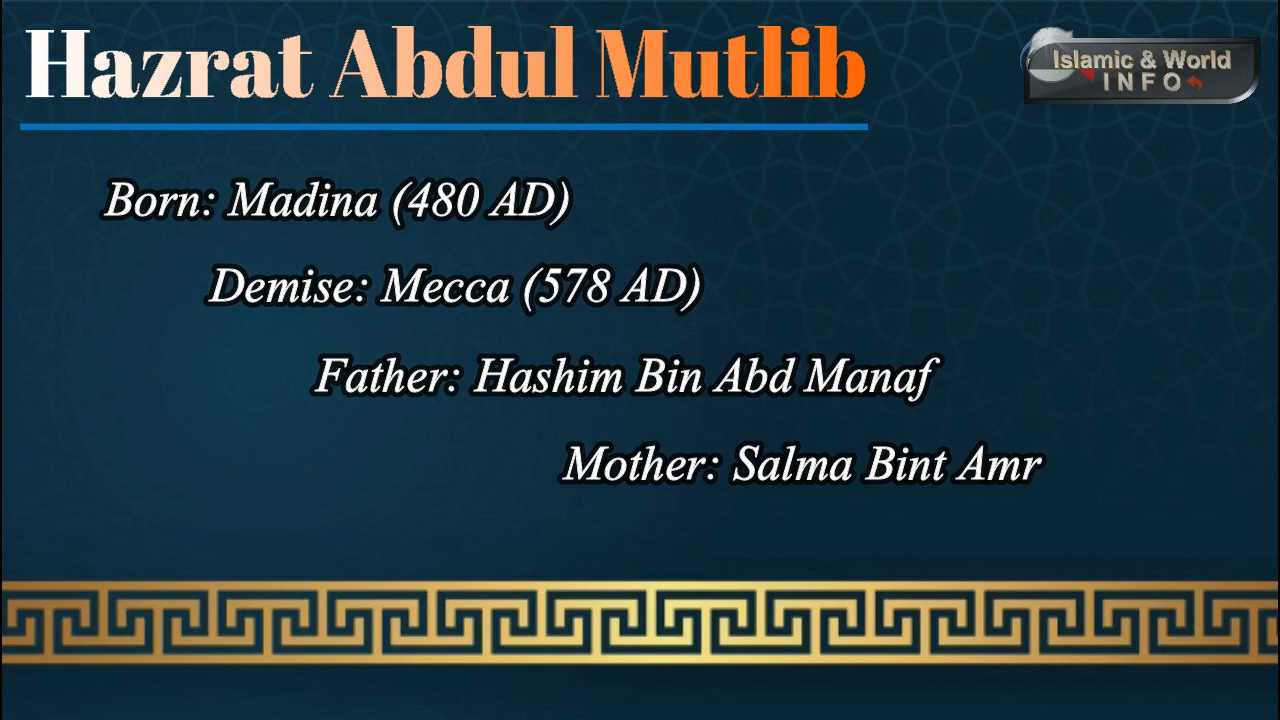 Hazrat Abdul Mutlib
Islamic & World
INFO
Born: Madina (480 AD)
Demise: Mecca (578 AD)
Father: Hashim Bin Abd Manaf
Mother: Salma Bint Amr